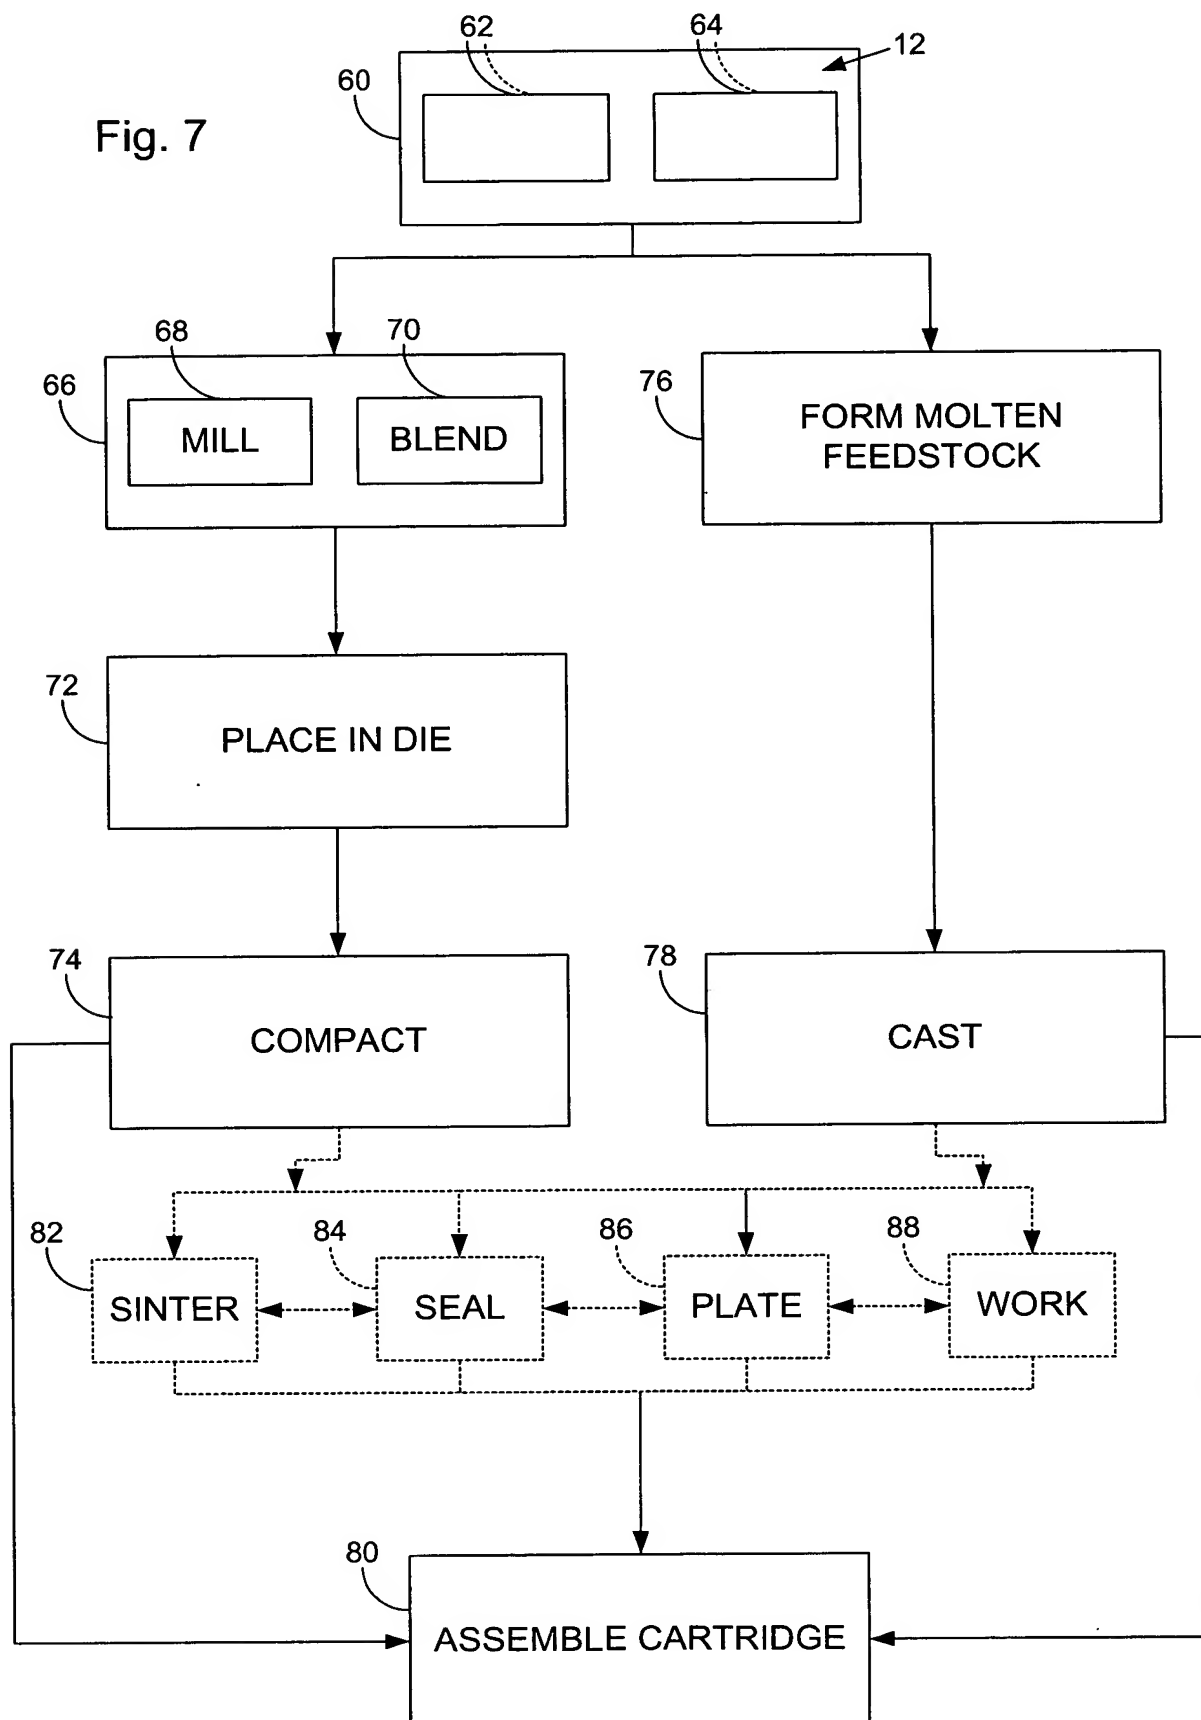 62
64
12
60
Fig. 7
68
70
66
MILL
BLEND
76
FORM MOLTEN
FEEDSTOCK
72
PLACE IN DIE
74
COMPACT
78
CAST
82
SINTER
84
SEAL
86
PLATE
88
WORK
80
ASSEMBLE CARTRIDGE